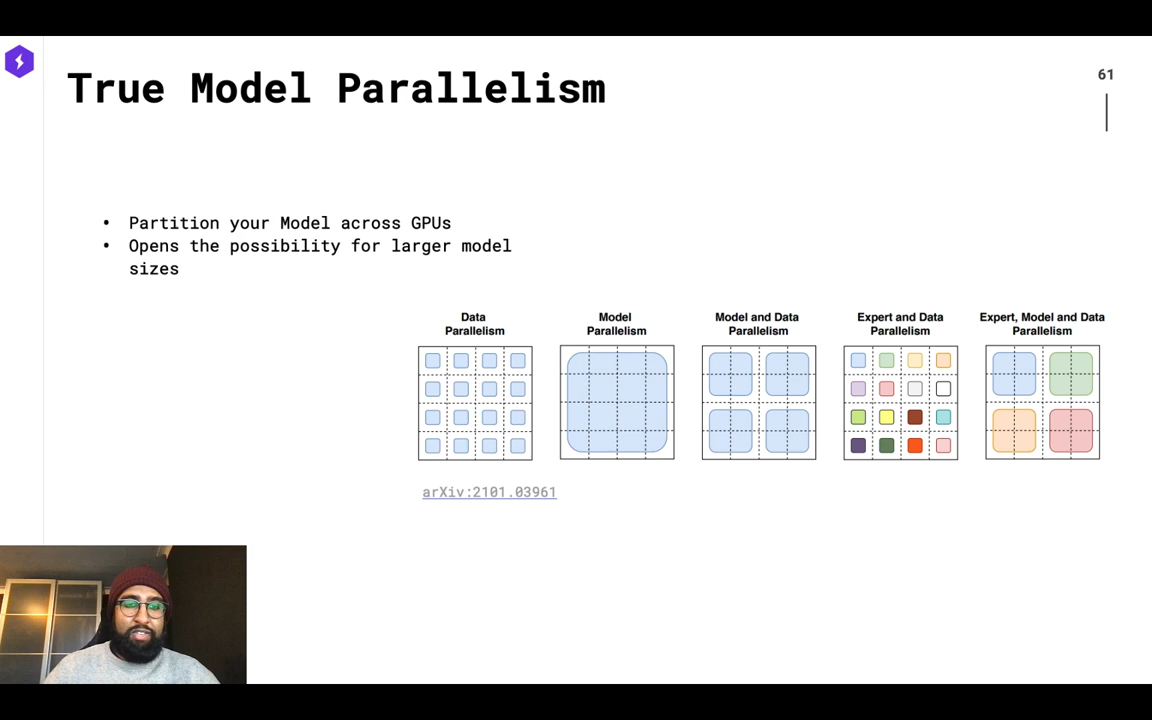 True Model Parallelism
61
• Partition your Model across GPUs
• Opens the possibility for larger model
sizes
Data
Parallelism
Model
Parallelism
Model and Data
Parallelism
Expert and Data
Parallelism
Expert, Model and Data
Parallelism
arXiv:2101.03961